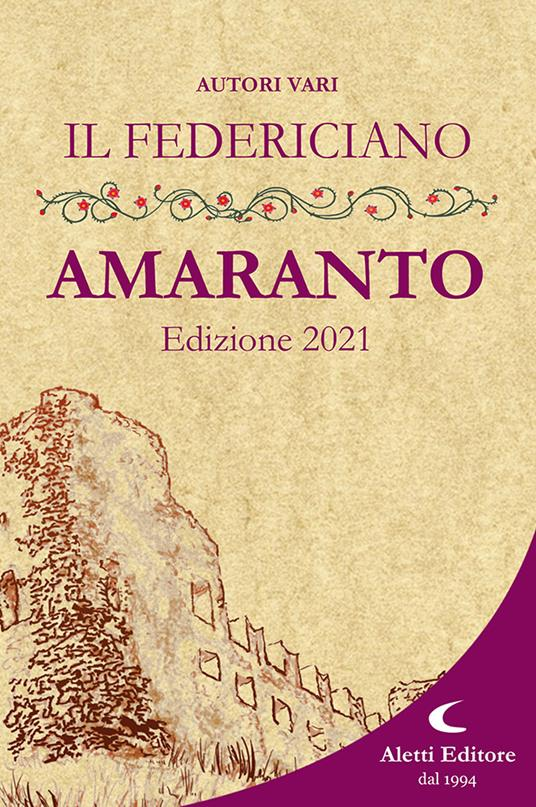 AUTORI VARI
IL FEDERICIANO
AMARANTO
Edizione 2021
Aletti Editore
dal 1994